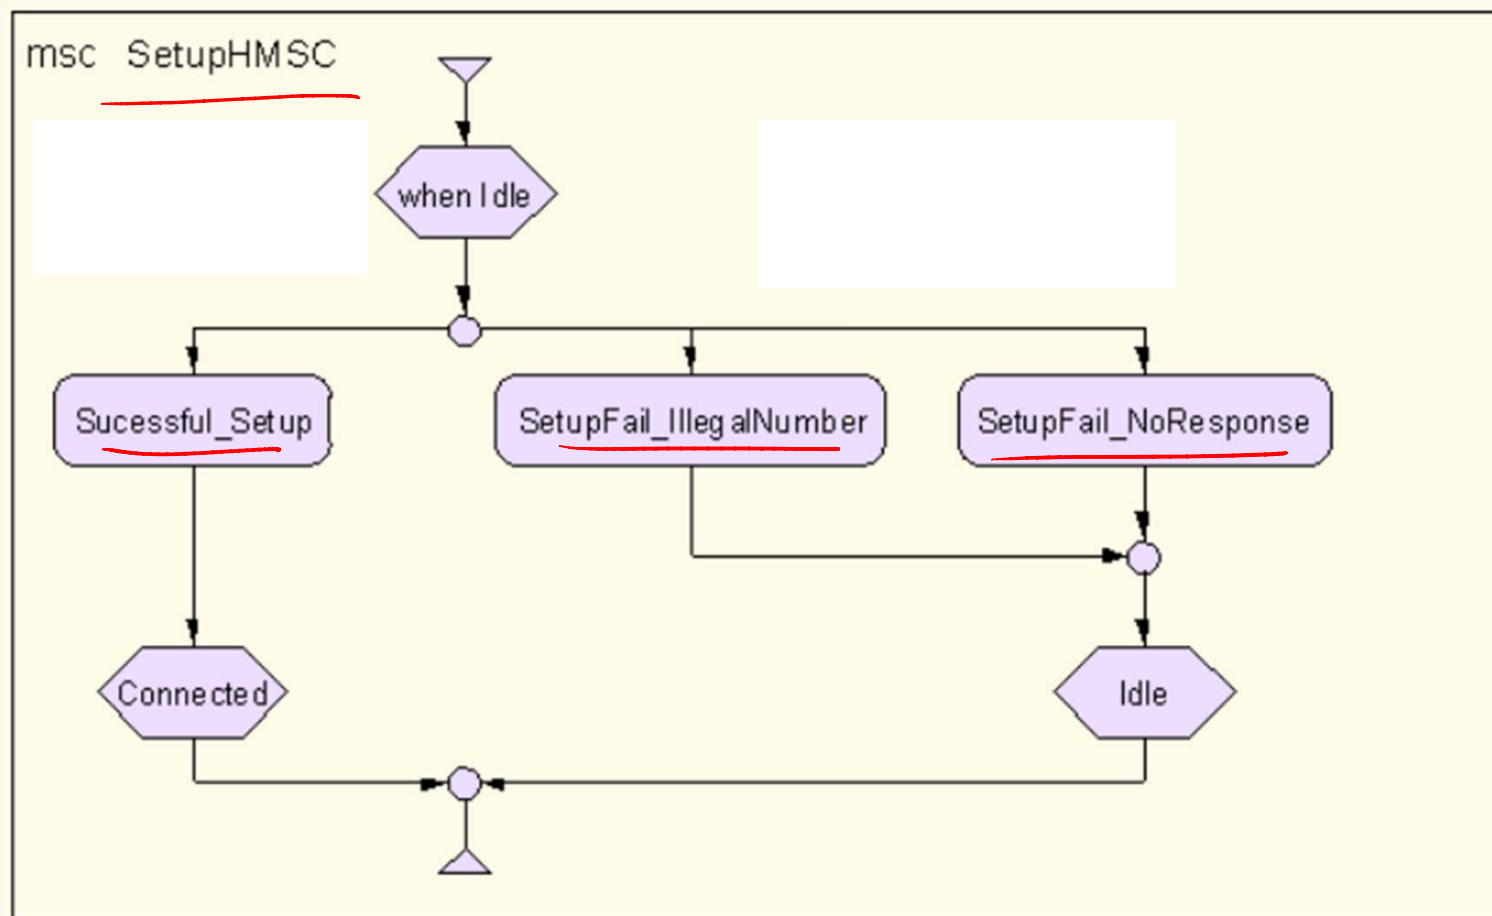 msc SetupHMSC
when Idle
Sucessful_Setup
SetupFail_IllegalNumber
SetupFail_NoResponse
Connected
Idle